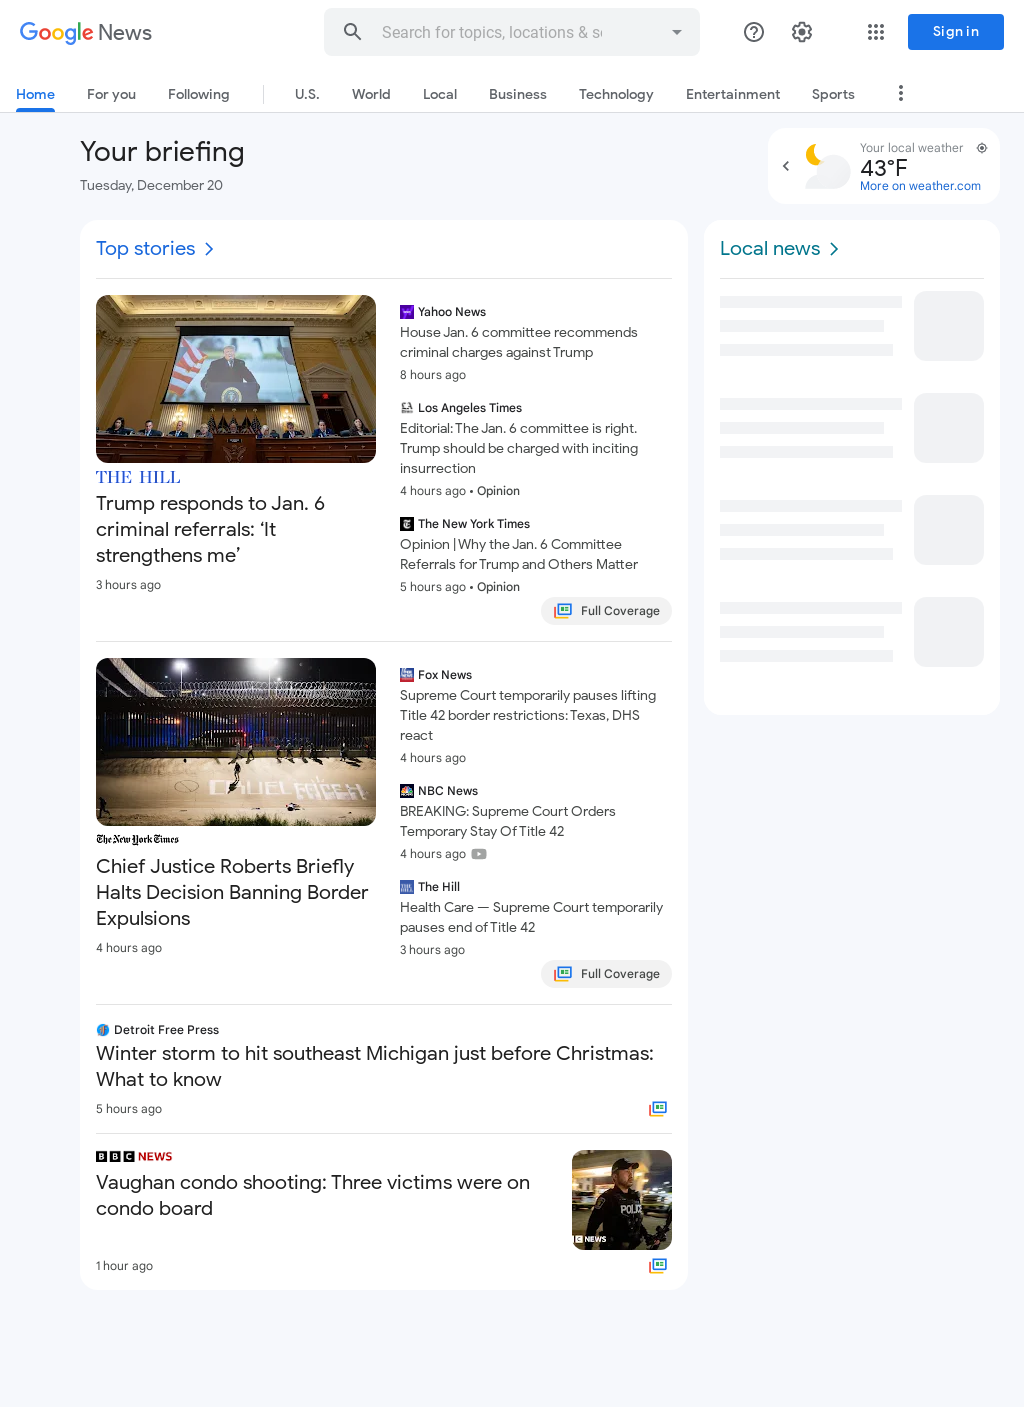 Google News
Search for topics, locations & so
Sign in
Home For you Following U.S. World Local Business Technology Entertainment Sports
Your briefing
Tuesday, December 20
Your local weather
43°F
More on weather.com
Top stories
THE HILL
Trump responds to Jan. 6
criminal referrals: ‘It
strengthens me’
3 hours ago
Yahoo News
House Jan. 6 committee recommends
criminal charges against Trump
8 hours ago
Los Angeles Times
Editorial: The Jan. 6 committee is right.
Trump should be charged with inciting
insurrection
4 hours ago • Opinion
The New York Times
Opinion | Why the Jan. 6 Committee
Referrals for Trump and Others Matter
5 hours ago • Opinion
Full Coverage
The New York Times
Chief Justice Roberts Briefly
Halts Decision Banning Border
Expulsions
4 hours ago
Fox News
Supreme Court temporarily pauses lifting
Title 42 border restrictions: Texas, DHS
react
4 hours ago
NBC News
BREAKING: Supreme Court Orders
Temporary Stay Of Title 42
4 hours ago
The Hill
Health Care — Supreme Court temporarily
pauses end of Title 42
3 hours ago
Full Coverage
Detroit Free Press
Winter storm to hit southeast Michigan just before Christmas:
What to know
5 hours ago
BBC NEWS
Vaughan condo shooting: Three victims were on
condo board
POLICE
C NEWS
1 hour ago
Local news